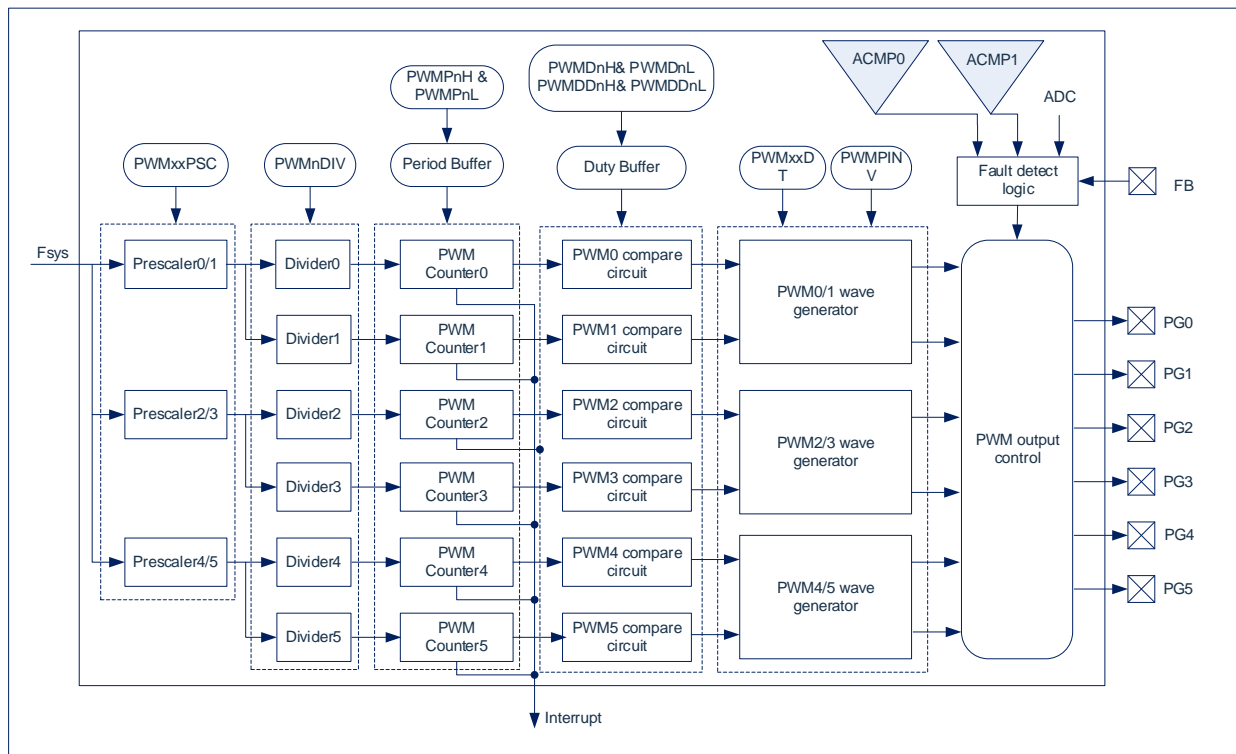 ACMP0
ACMP1
ADC
PWMPnH &
PWMPnL
PWMDnH& PWMDnL
PWMDDnH& PWMDDnL
PWMxxPSC
PWMnDIV
Period Buffer
Duty Buffer
PWMxxD
T
PWMPIN
V
Fault detect
logic
FB
Fsys
Prescaler0/1
Divider0
PWM
Counter0
PWM0 compare
circuit
PWM0/1 wave
generator
Divider1
PWM
Counter1
PWM1 compare
circuit
Prescaler2/3
Divider2
PWM
Counter2
PWM2 compare
circuit
PWM2/3 wave
generator
Divider3
PWM
Counter3
PWM3 compare
circuit
Prescaler4/5
Divider4
PWM
Counter4
PWM4 compare
circuit
PWM4/5 wave
generator
Divider5
PWM
Counter5
PWM5 compare
circuit
PWM output
control
PG0
PG1
PG2
PG3
PG4
PG5
Interrupt